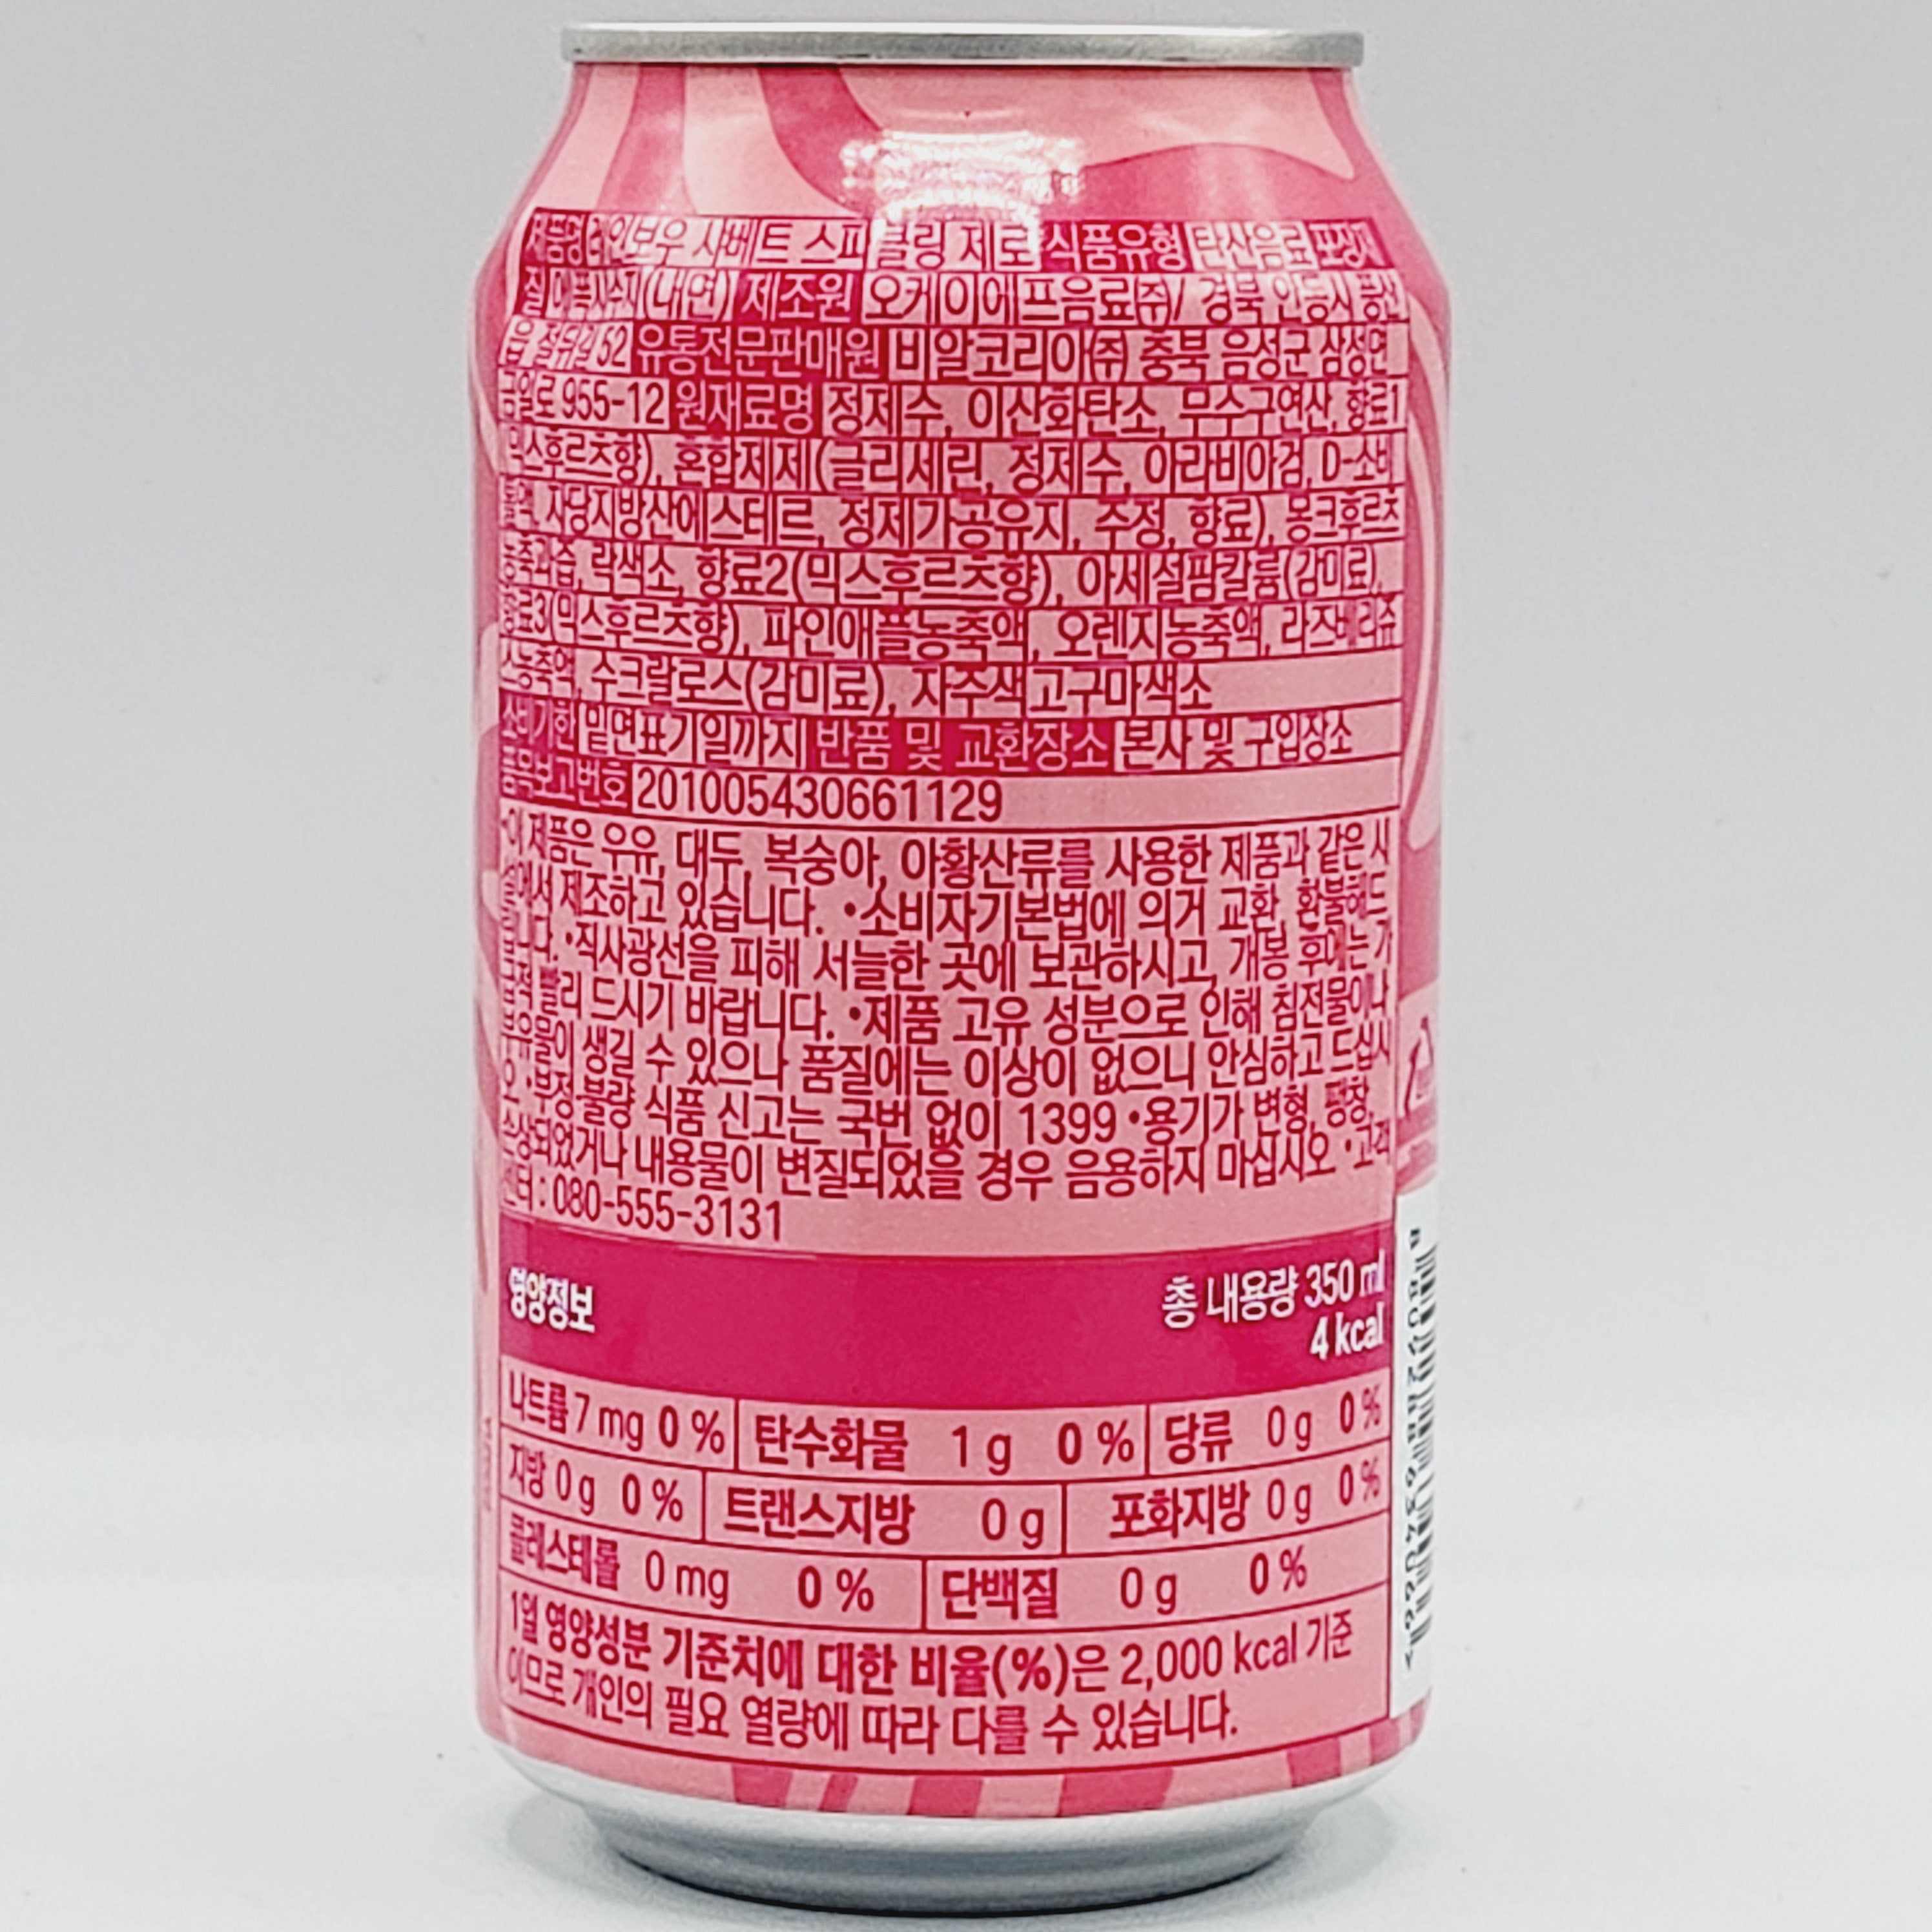 제품명 레인보우 샤베트 스파클링 제로 식품유형 탄산음료 포장재
질 에폭시수지(내면) 제조원 오케이에프음료㈜/ 경북 안동시 풍산
읍 52 유통전문판매원 비알코리아㈜ 충북 음성군 삼성면
금일로 955-12 원재료명 정제수, 이산화탄소, 무수구연산, 향료1
믹스후르츠향), 혼합제제(글리세린, 정제수, 아라비아검, D-소비
톨액, 자당지방산에스테르, 정제가공유지, 주정, 향료), 몽크후르츠
농축과즙, 락색소, 향료2(믹스후르츠향), 아세설팜칼륨(감미료),
향료3(믹스후르츠향), 파인애플농축액, 오렌지농축액, 라즈베리쥬
스농축액, 수크랄로스(감미료), 자주색고구마색소
소비기한 밑면표기일까지 반품 및 교환장소 본사 및 구입장소
품목보고번호 201005430661129
•이 제품은 우유, 대두, 복숭아, 아황산류를 사용한 제품과 같은 시
설에서 제조하고 있습니다. •소비자기본법에 의거 교환, 환불해드
립니다. •직사광선을 피해 서늘한 곳에 보관하시고, 개봉 후에는 가
급적 빨리 드시기 바랍니다. •제품 고유 성분으로 인해 침전물이나
부유물이 생길 수 있으나 품질에는 이상이 없으니 안심하고 드십시
오 •부정·불량 식품 신고는 국번 없이 1399 •용기가 변형, 팽창,
손상되었거나 내용물이 변질되었을 경우 음용하지 마십시오 •고객
센터 : 080-555-3131
영양정보 총 내용량 350 ml
4 kcal
나트륨 7 mg 0 % 탄수화물 1 g 0 % 당류 0 g 0 %
지방 0 g 0 % 트랜스지방 0 g 포화지방 0 g 0 %
콜레스테롤 0 mg 0 % 단백질 0 g 0 %
1일 영양성분 기준치에 대한 비율(%)은 2,000 kcal 기준
이므로 개인의 필요 열량에 따라 다를 수 있습니다.